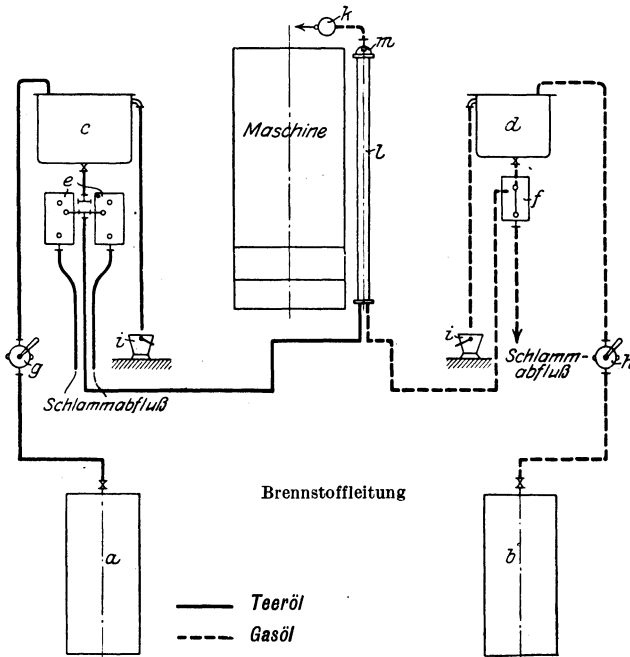 k
m
c
Maschine
d
l
e
f
i
i
g
Schlamm-
abfluß
h
Schlammabfluß
Brennstoffleitung
a
b
Teeröl
Gasöl